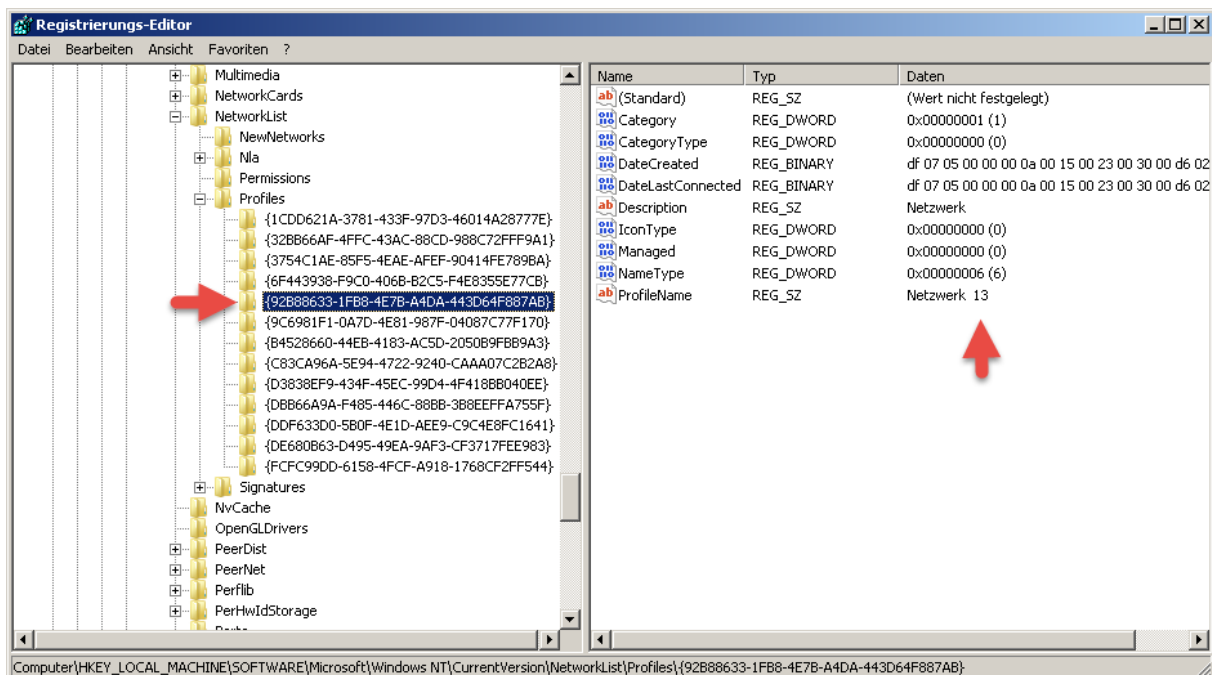 Registrierungs-Editor
Datei Bearbeiten Ansicht Favoriten ?
Multimedia
NetworkCards
NetworkList
NewNetworks
Nla
Permissions
Profiles
{1CDD621A-3781-433F-97D3-46014A28777E}
{32BB66AF-4FFC-43AC-88CD-988C72FFF9A1}
{3754C1AE-85F5-4EAE-AFEF-90414FE789BA}
{6F443938-F9C0-406B-B2C5-F4E8355E77CB}
{92B88633-1FB8-4E7B-A4DA-443D64F887AB}
{9C6981F1-0A7D-4E81-987F-04087C77F170}
{B4528660-44EB-4183-AC5D-2050B9FBB9A3}
{C83CA96A-5E94-4722-9240-CAAA07C2B2A8}
{D3838EF9-434F-45EC-99D4-4F418BB040EE}
{DBB66A9A-F485-446C-88BB-3B8EEFFA755F}
{DDF633D0-5B0F-4E1D-AEE9-C9C4E8FC1641}
{DE680B63-D495-49EA-9AF3-CF3717FEE983}
{FCFC99DD-6158-4FCF-A918-1768CF2FF544}
Signatures
NvCache
OpenGLDrivers
PeerDist
PeerNet
Perflib
PerHwIdStorage
Name Typ Daten
(Standard) REG_SZ (Wert nicht festgelegt)
Category REG_DWORD 0x00000001 (1)
CategoryType REG_DWORD 0x00000000 (0)
DateCreated REG_BINARY df 07 05 00 00 00 0a 00 15 00 23 00 30 00 d6 02
DateLastConnected REG_BINARY df 07 05 00 00 00 0a 00 15 00 23 00 30 00 d6 02
Description REG_SZ Netzwerk
IconType REG_DWORD 0x00000000 (0)
Managed REG_DWORD 0x00000000 (0)
NameType REG_DWORD 0x00000006 (6)
ProfileName REG_SZ Netzwerk 13
Computer\HKEY_LOCAL_MACHINE\SOFTWARE\Microsoft\Windows NT\CurrentVersion\NetworkList\Profiles\{92B88633-1FB8-4E7B-A4DA-443D64F887AB}